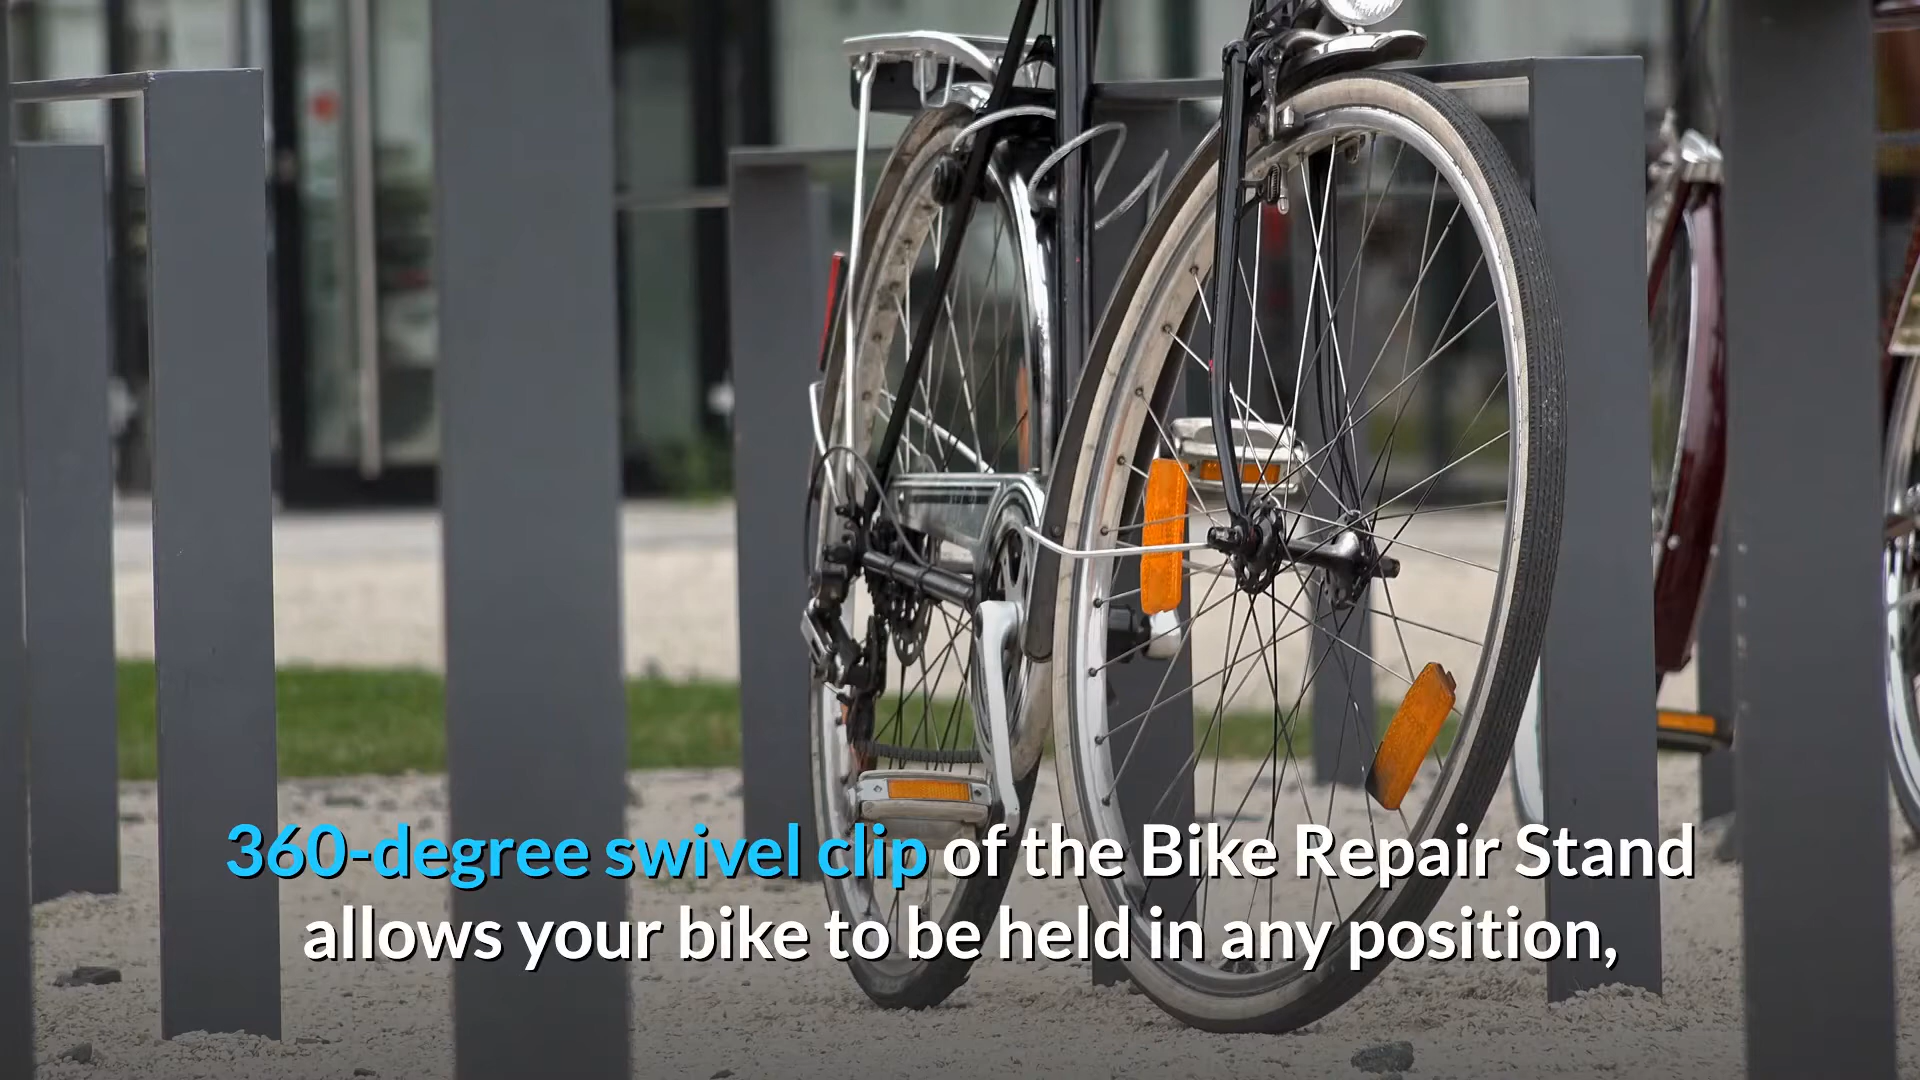 360-degree swivel clip of the Bike Repair Stand
allows your bike to be held in any position,